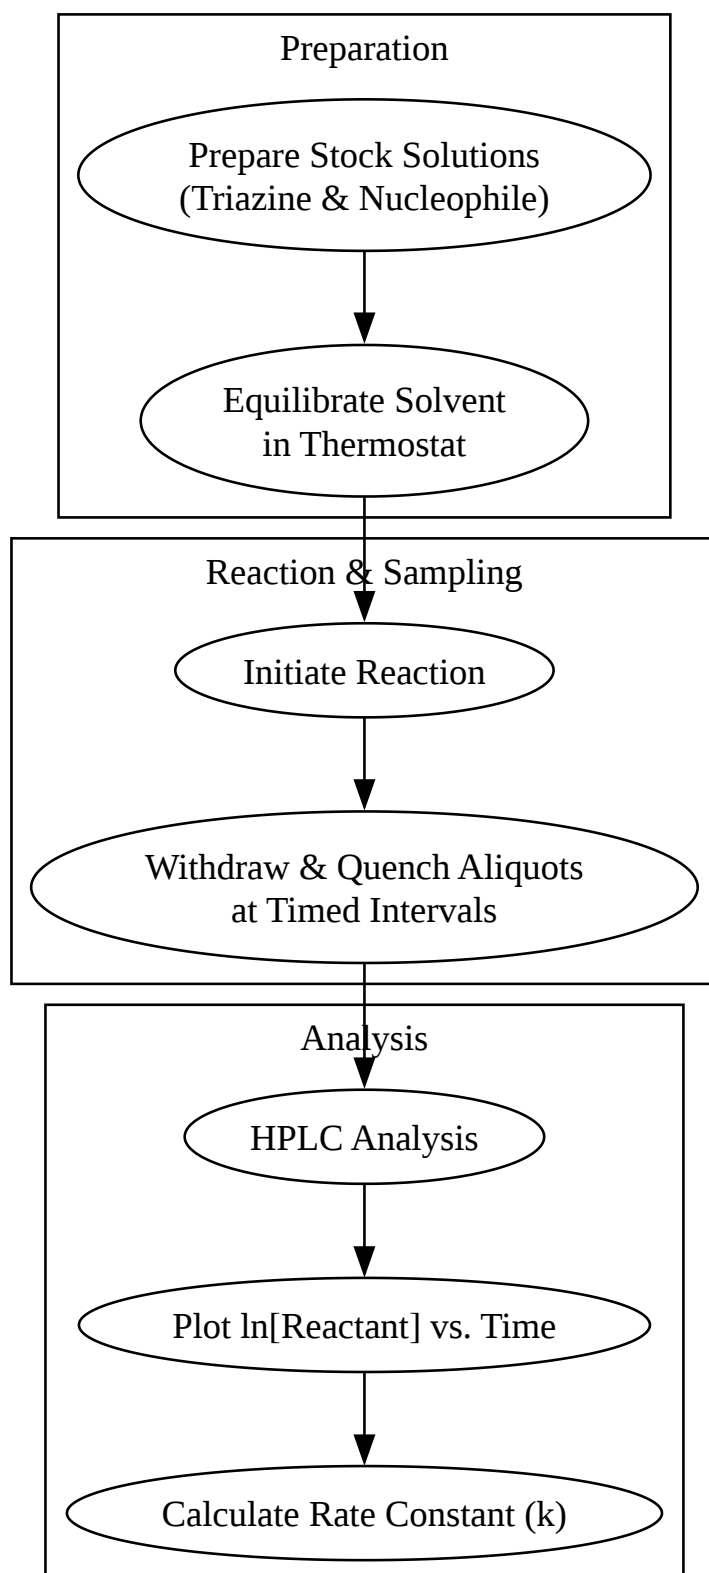 Preparation
Prepare Stock Solutions
(Triazine & Nucleophile)
Equilibrate Solvent
in Thermostat
Reaction & Sampling
Initiate Reaction
Withdraw & Quench Aliquots
at Timed Intervals
Analysis
HPLC Analysis
Plot ln[Reactant] vs. Time
Calculate Rate Constant (k)